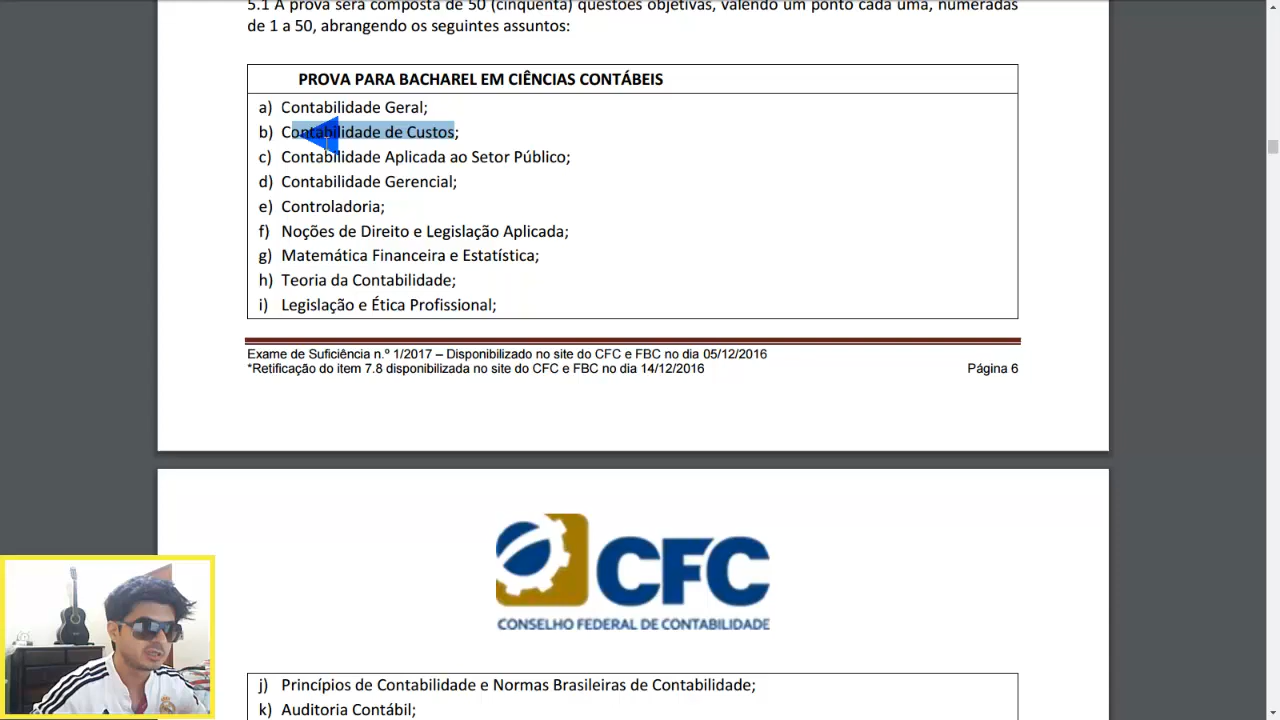 5.1 A prova será composta de 50 (cinquenta) questões objetivas, valendo um ponto cada uma, numeradas
de 1 a 50, abrangendo os seguintes assuntos:
PROVA PARA BACHAREL EM CIÊNCIAS CONTÁBEIS
a) Contabilidade Geral;
b) Contabilidade de Custos;
c) Contabilidade Aplicada ao Setor Público;
d) Contabilidade Gerencial;
e) Controladoria;
f) Noções de Direito e Legislação Aplicada;
g) Matemática Financeira e Estatística;
h) Teoria da Contabilidade;
i) Legislação e Ética Profissional;
Exame de Suficiência n.º 1/2017 – Disponibilizado no site do CFC e FBC no dia 05/12/2016
*Retificação do item 7.8 disponibilizada no site do CFC e FBC no dia 14/12/2016
Página 6
CFC
CONSELHO FEDERAL DE CONTABILIDADE
j) Princípios de Contabilidade e Normas Brasileiras de Contabilidade;
k) Auditoria Contábil;